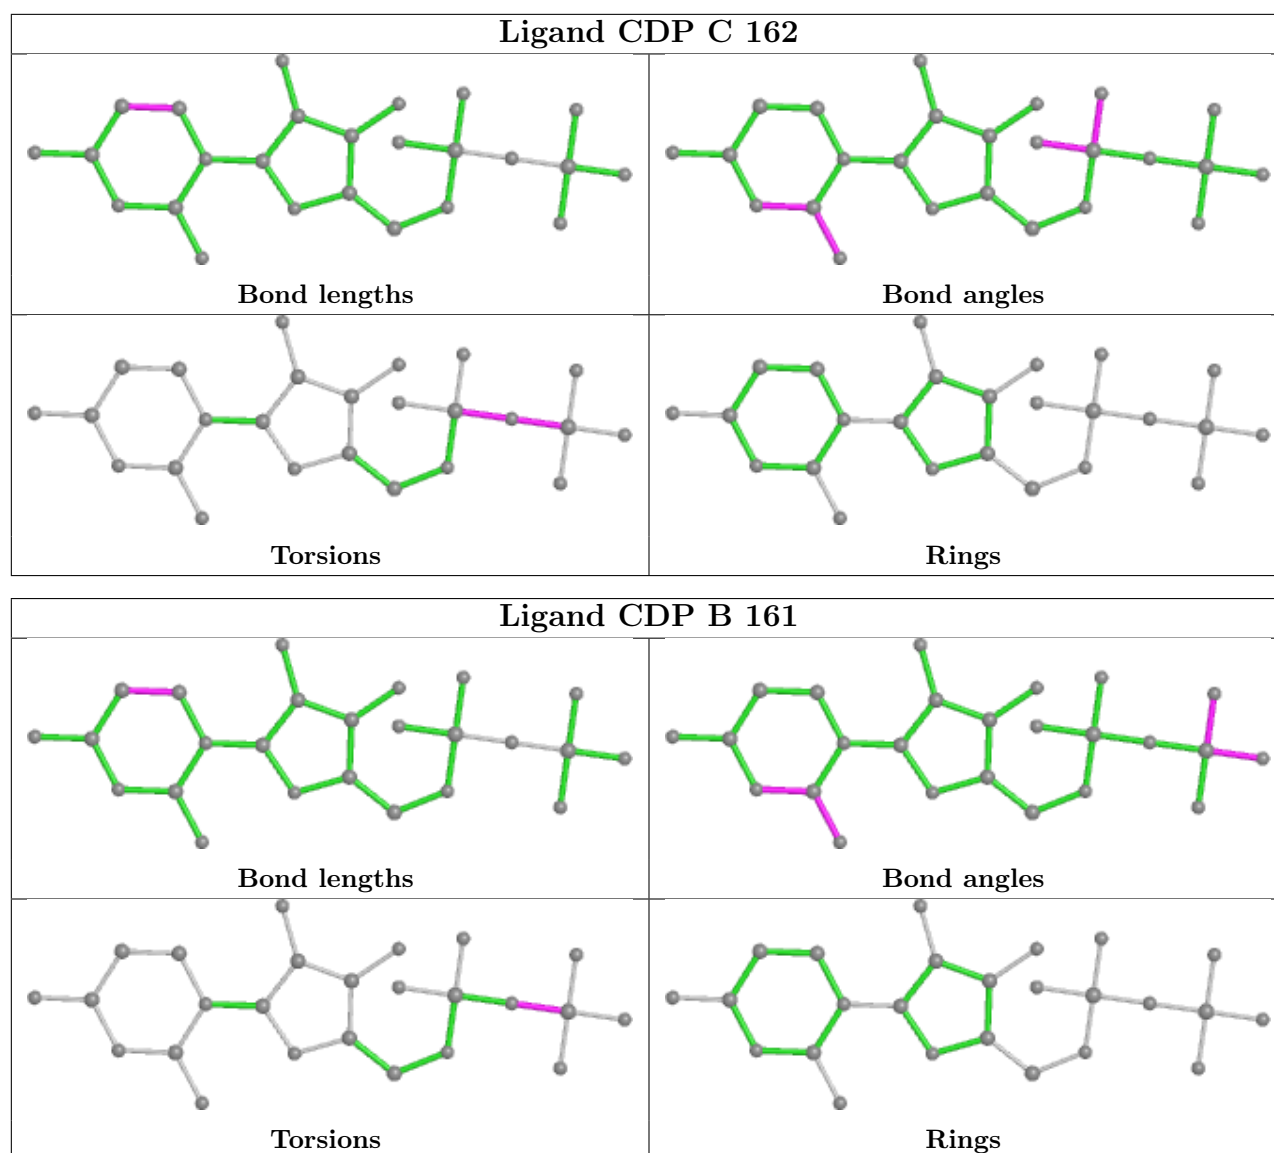 Ligand CDP C 162
Bond lengths
Bond angles
Torsions
Rings
Ligand CDP B 161
Bond lengths
Bond angles
Torsions
Rings